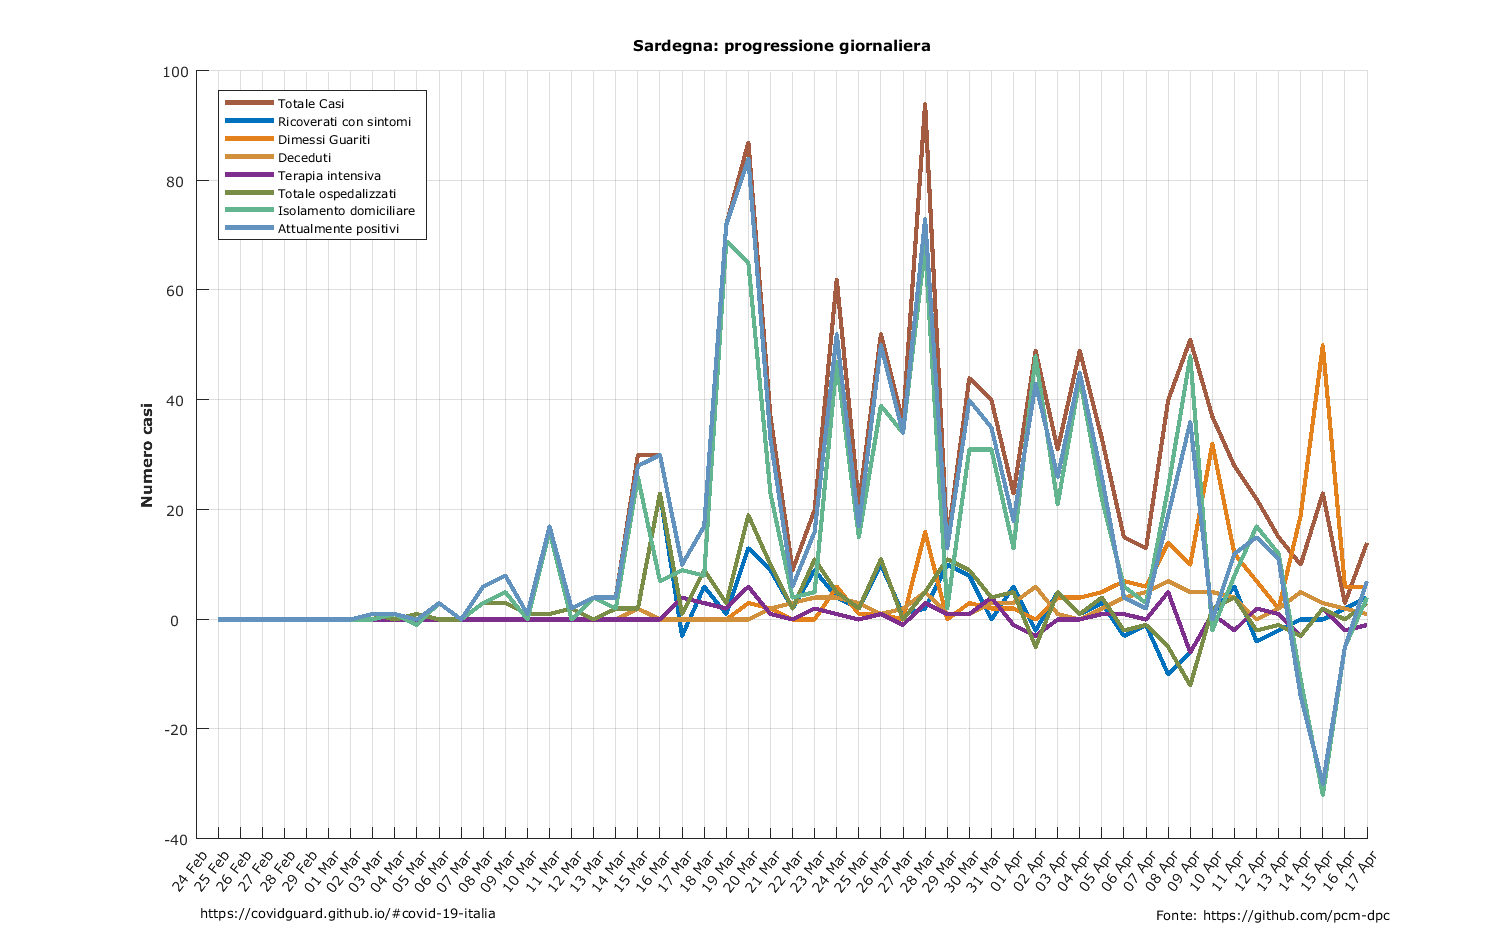 Sardegna: progressione giornaliera
100
80
60
40
20
0
-20
-40
Numero casi
Totale Casi
Ricoverati con sintomi
Dimessi Guariti
Deceduti
Terapia intensiva
Totale ospedalizzati
Isolamento domiciliare
Attualmente positivi
24 Feb
25 Feb
26 Feb
27 Feb
28 Feb
29 Feb
01 Mar
02 Mar
03 Mar
04 Mar
05 Mar
06 Mar
07 Mar
08 Mar
09 Mar
10 Mar
11 Mar
12 Mar
13 Mar
14 Mar
15 Mar
16 Mar
17 Mar
18 Mar
19 Mar
20 Mar
21 Mar
22 Mar
23 Mar
24 Mar
25 Mar
26 Mar
27 Mar
28 Mar
29 Mar
30 Mar
31 Mar
01 Apr
02 Apr
03 Apr
04 Apr
05 Apr
06 Apr
07 Apr
08 Apr
09 Apr
10 Apr
11 Apr
12 Apr
13 Apr
14 Apr
15 Apr
16 Apr
17 Apr
https://covidguard.github.io/#covid-19-italia
Fonte: https://github.com/pcm-dpc